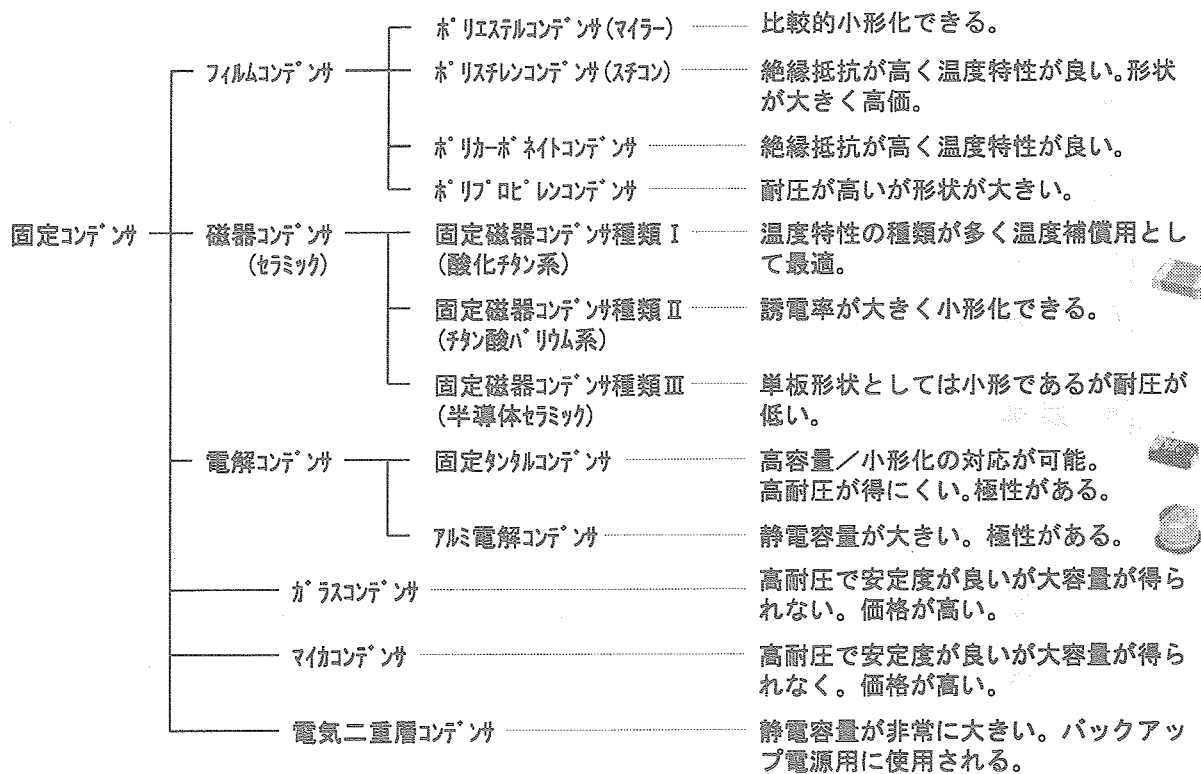 ポリエステルコンデンサ(マイラー) 比較的小形化できる。
フィルムコンデンサ ポリスチレンコンデンサ(スチコン) 絶縁抵抗が高く温度特性が良い。形状
が大きく高価。
ポリカーボネイトコンデンサ 絶縁抵抗が高く温度特性が良い。
ポリプロピレンコンデンサ 耐圧が高いが形状が大きい。
固定コンデンサ 磁器コンデンサ 固定磁器コンデンサ種類Ⅰ 温度特性の種類が多く温度補償用とし
(セラミック) (酸化チタン系) て最適。
固定磁器コンデンサ種類Ⅱ 誘電率が大きく小形化できる。
(チタン酸バリウム系)
固定磁器コンデンサ種類Ⅲ 単板形状としては小形であるが耐圧が
(半導体セラミック) 低い。
電解コンデンサ 固定タンタルコンデンサ 高容量/小形化の対応が可能。
高耐圧が得にくい。極性がある。
アルミ電解コンデンサ 静電容量が大きい。極性がある。
ガラスコンデンサ 高耐圧で安定度が良いが大容量が得
られない。価格が高い。
マイカコンデンサ 高耐圧で安定度が良いが大容量が得ら
れなく。価格が高い。
電気二重層コンデンサ 静電容量が非常に大きい。バックアッ
プ電源用に使用される。